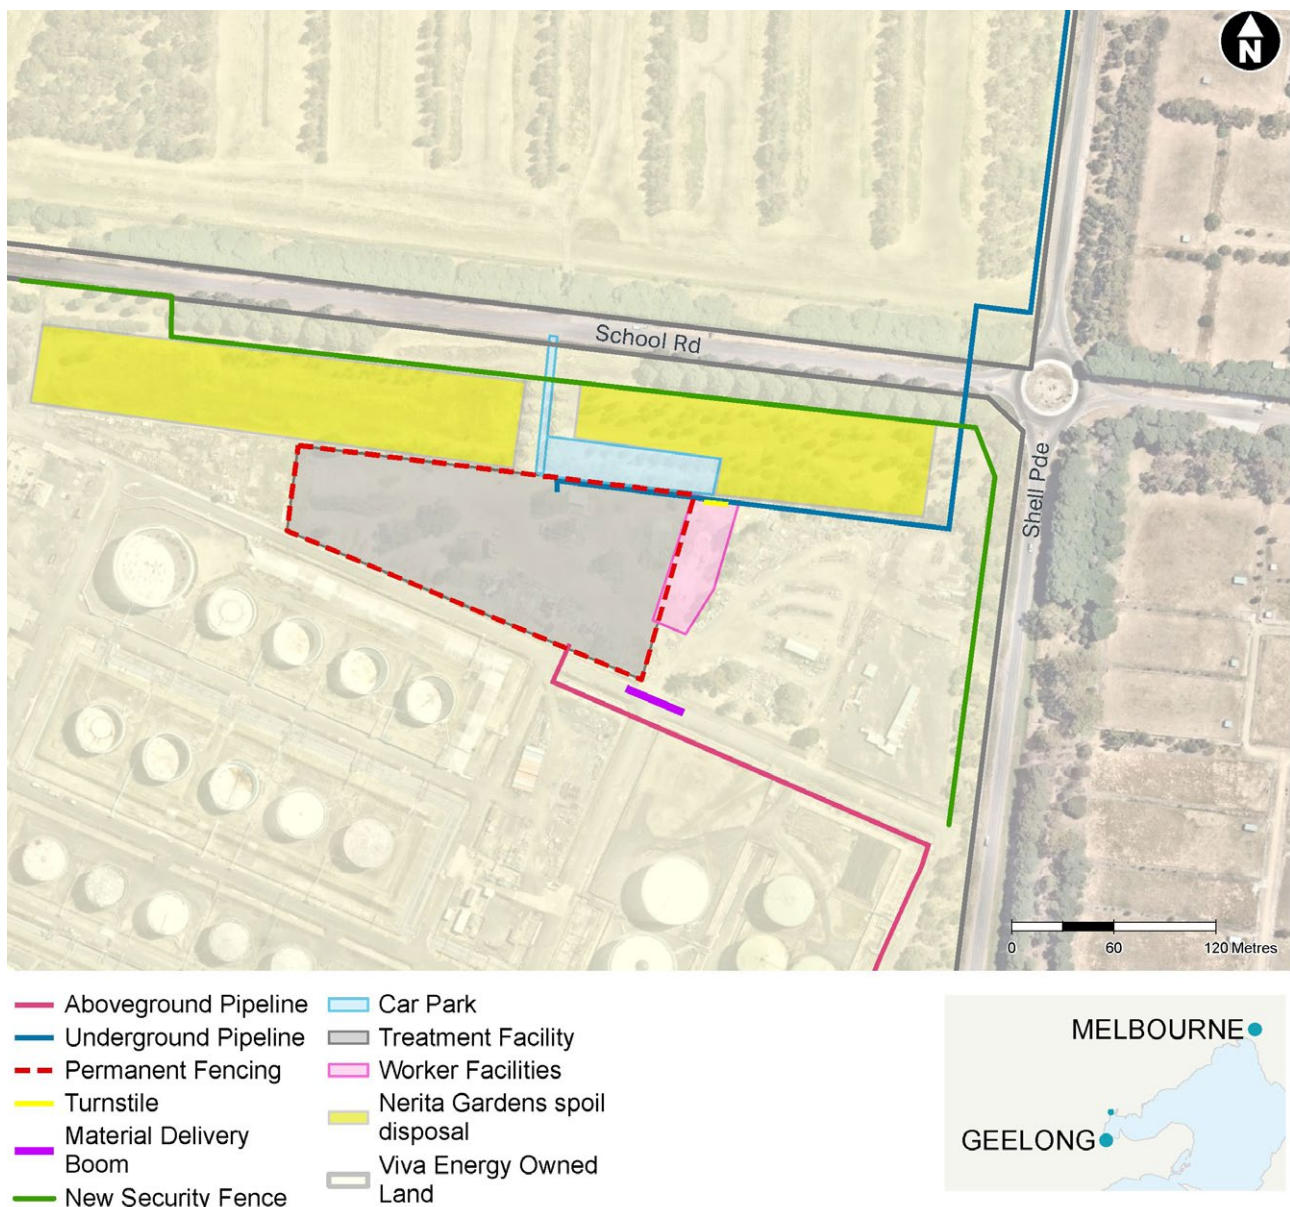 N
School Rd
Shell Pde
0 60 120 Metres
Aboveground Pipeline
Underground Pipeline
Permanent Fencing
Turnstile
Material Delivery
Boom
New Security Fence
Car Park
Treatment Facility
Worker Facilities
Nerita Gardens spoil
disposal
Viva Energy Owned
Land
MELBOURNE
GEELONG